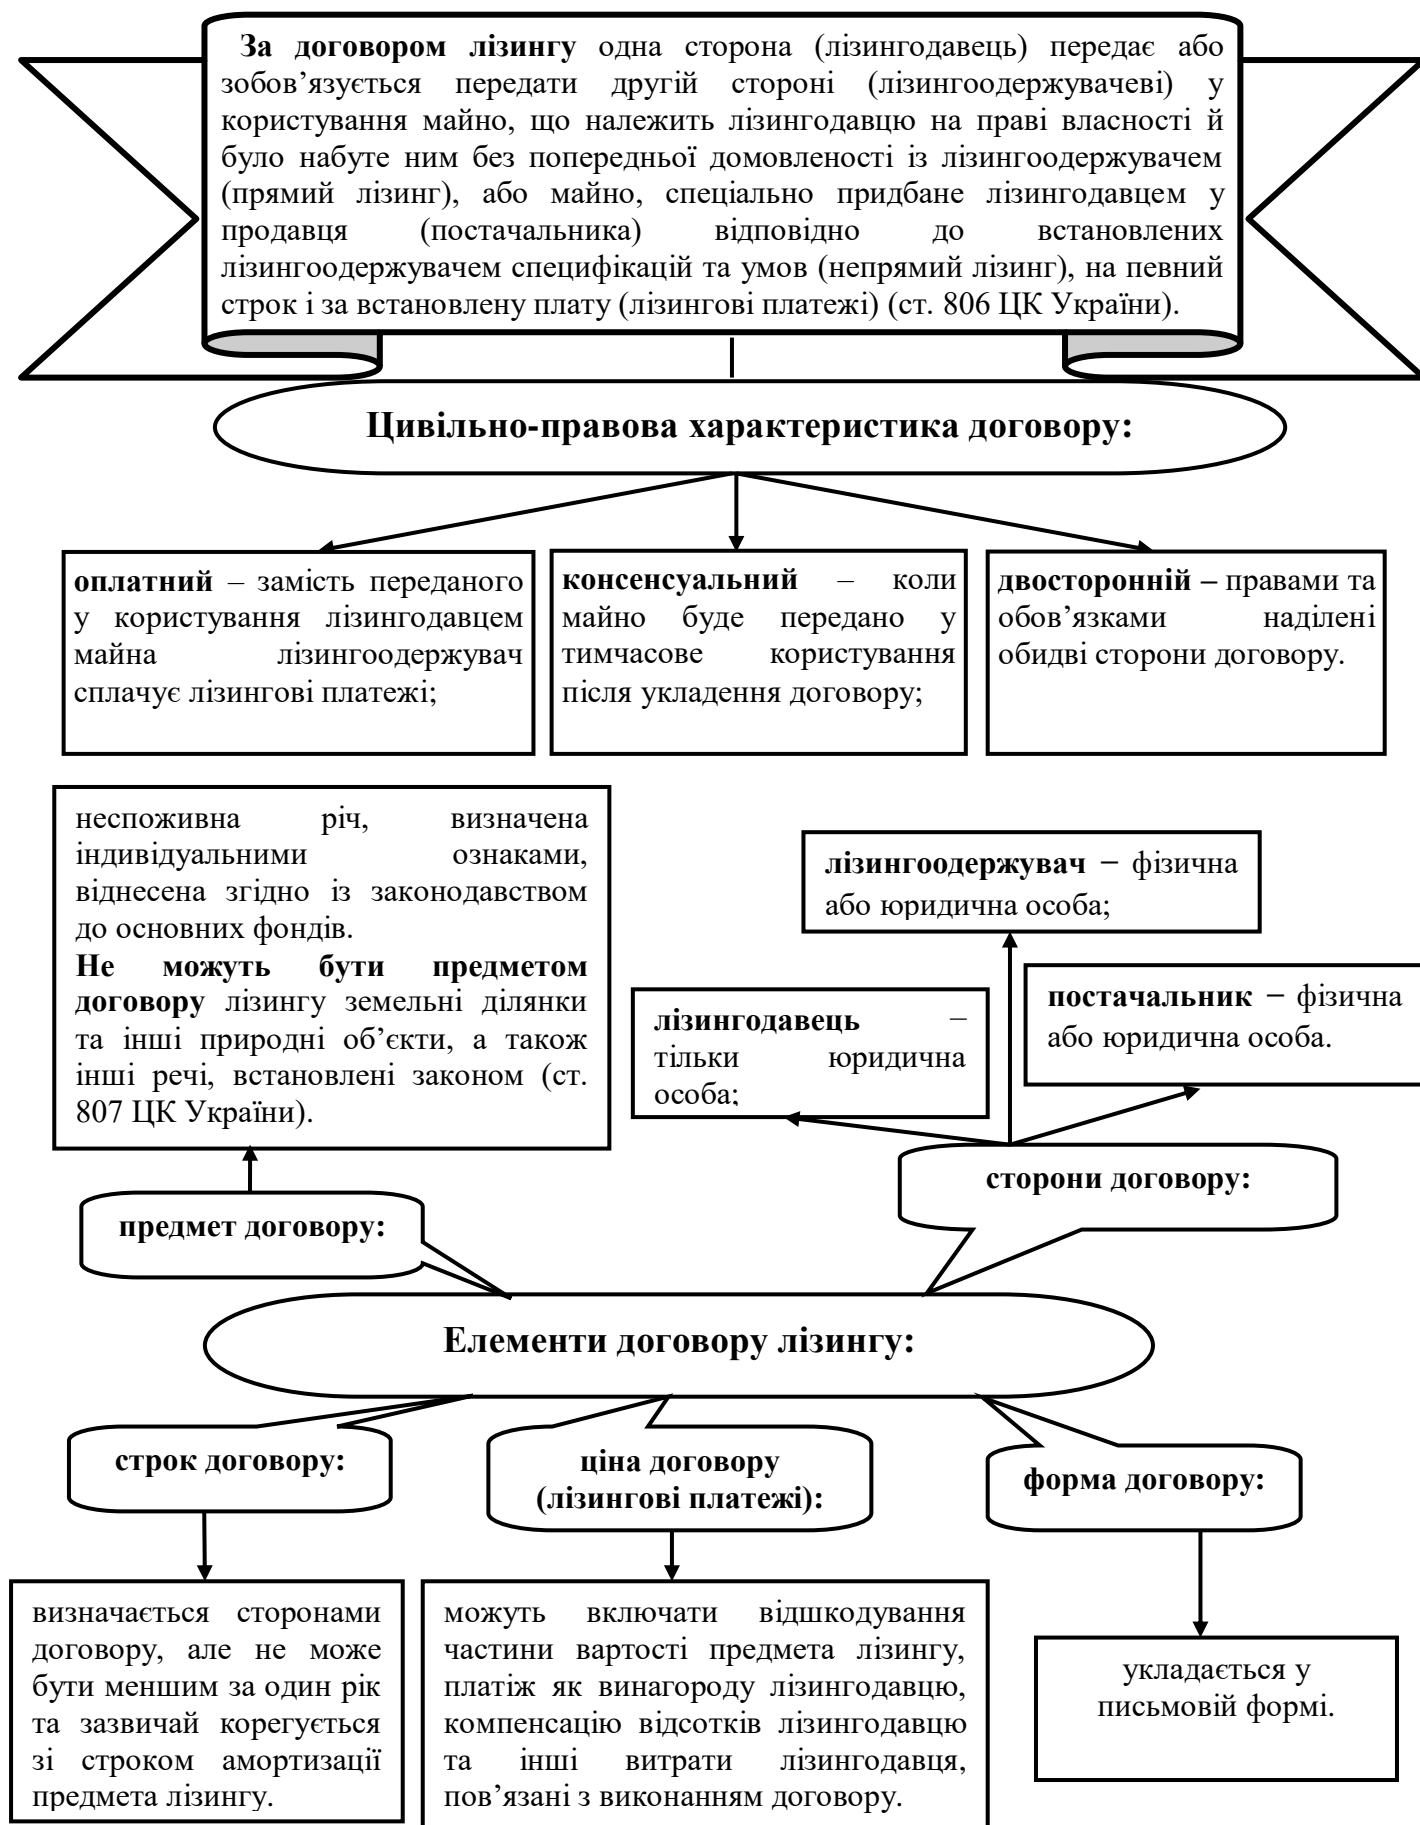 За договором лізингу одна сторона (лізингодавець) передає або
зобов’язується передати другій стороні (лізингоодержувачеві) у
користування майно, що належить лізингодавцю на праві власності й
було набуте ним без попередньої домовленості із лізингоодержувачем
(прямий лізинг), або майно, спеціально придбане лізингодавцем у
продавця (постачальника) відповідно до встановлених
лізингоодержувачем специфікацій та умов (непрямий лізинг), на певний
строк і за встановлену плату (лізингові платежі) (ст. 806 ЦК України).
Цивільно-правова характеристика договору:
оплатний – замість переданого
у користування лізингодавцем
майна лізингоодержувач
сплачує лізингові платежі;
консенсуальний – коли
майно буде передано у
тимчасове користування
після укладення договору;
двосторонній – правами та
обов’язками наділені
обидві сторони договору.
неспоживна річ, визначена
індивідуальними ознаками,
віднесена згідно із законодавством
до основних фондів.
Не можуть бути предметом
договору лізингу земельні ділянки
та інші природні об’єкти, а також
інші речі, встановлені законом (ст.
807 ЦК України).
лізингоодержувач – фізична
або юридична особа;
лізингодавець –
тільки юридична
особа;
постачальник – фізична
або юридична особа.
сторони договору:
предмет договору:
Елементи договору лізингу:
строк договору:
ціна договору
(лізингові платежі):
форма договору:
визначається сторонами
договору, але не може
бути меншим за один рік
та зазвичай корегується
зі строком амортизації
предмета лізингу.
можуть включати відшкодування
частини вартості предмета лізингу,
платіж як винагороду лізингодавцю,
компенсацію відсотків лізингодавцю
та інші витрати лізингодавця,
пов’язані з виконанням договору.
укладається у
письмовій формі.